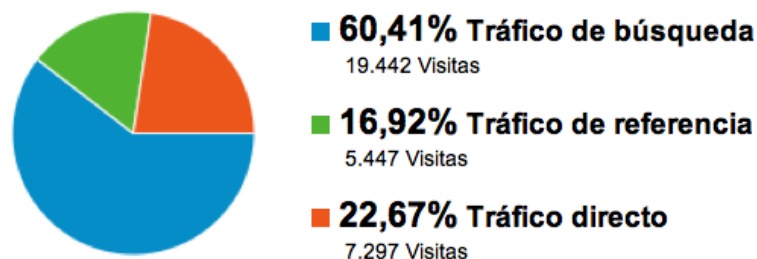 60,41% Tráfico de búsqueda
19.442 Visitas
16,92% Tráfico de referencia
5.447 Visitas
22,67% Tráfico directo
7.297 Visitas